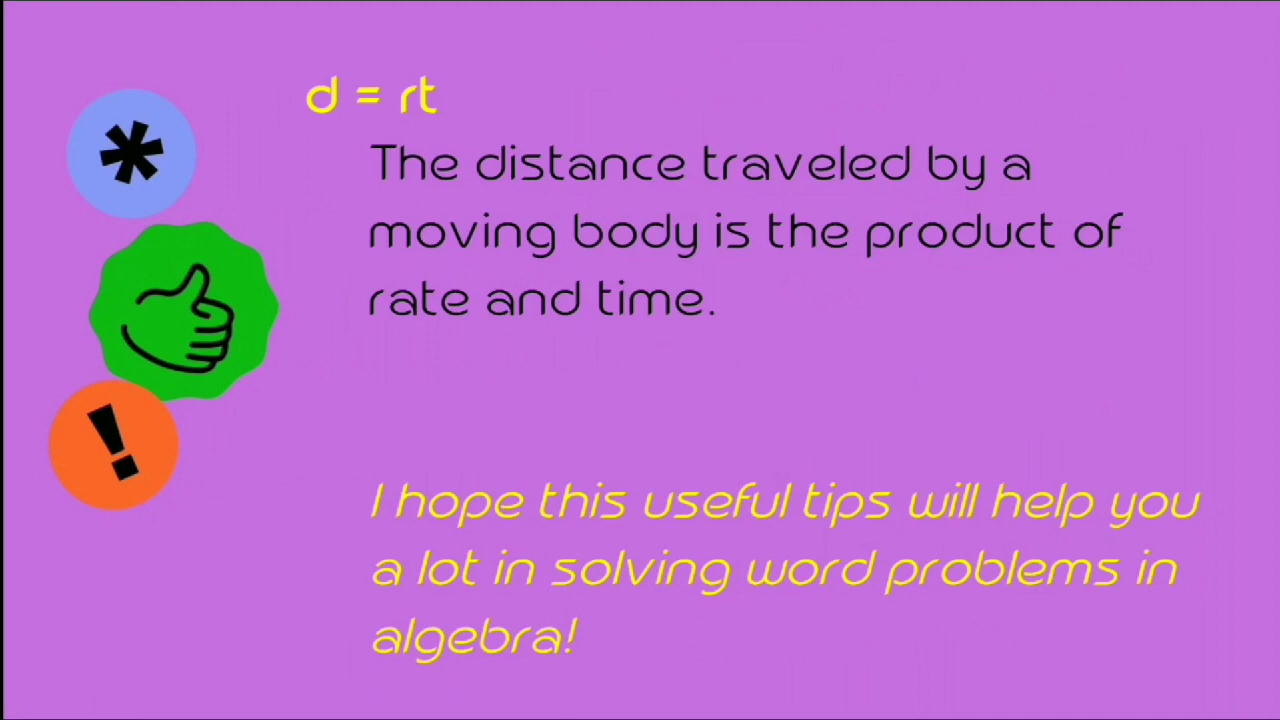 d = rt
The distance traveled by a
moving body is the product of
rate and time.
I hope this useful tips will help you
a lot in solving word problems in
algebra!